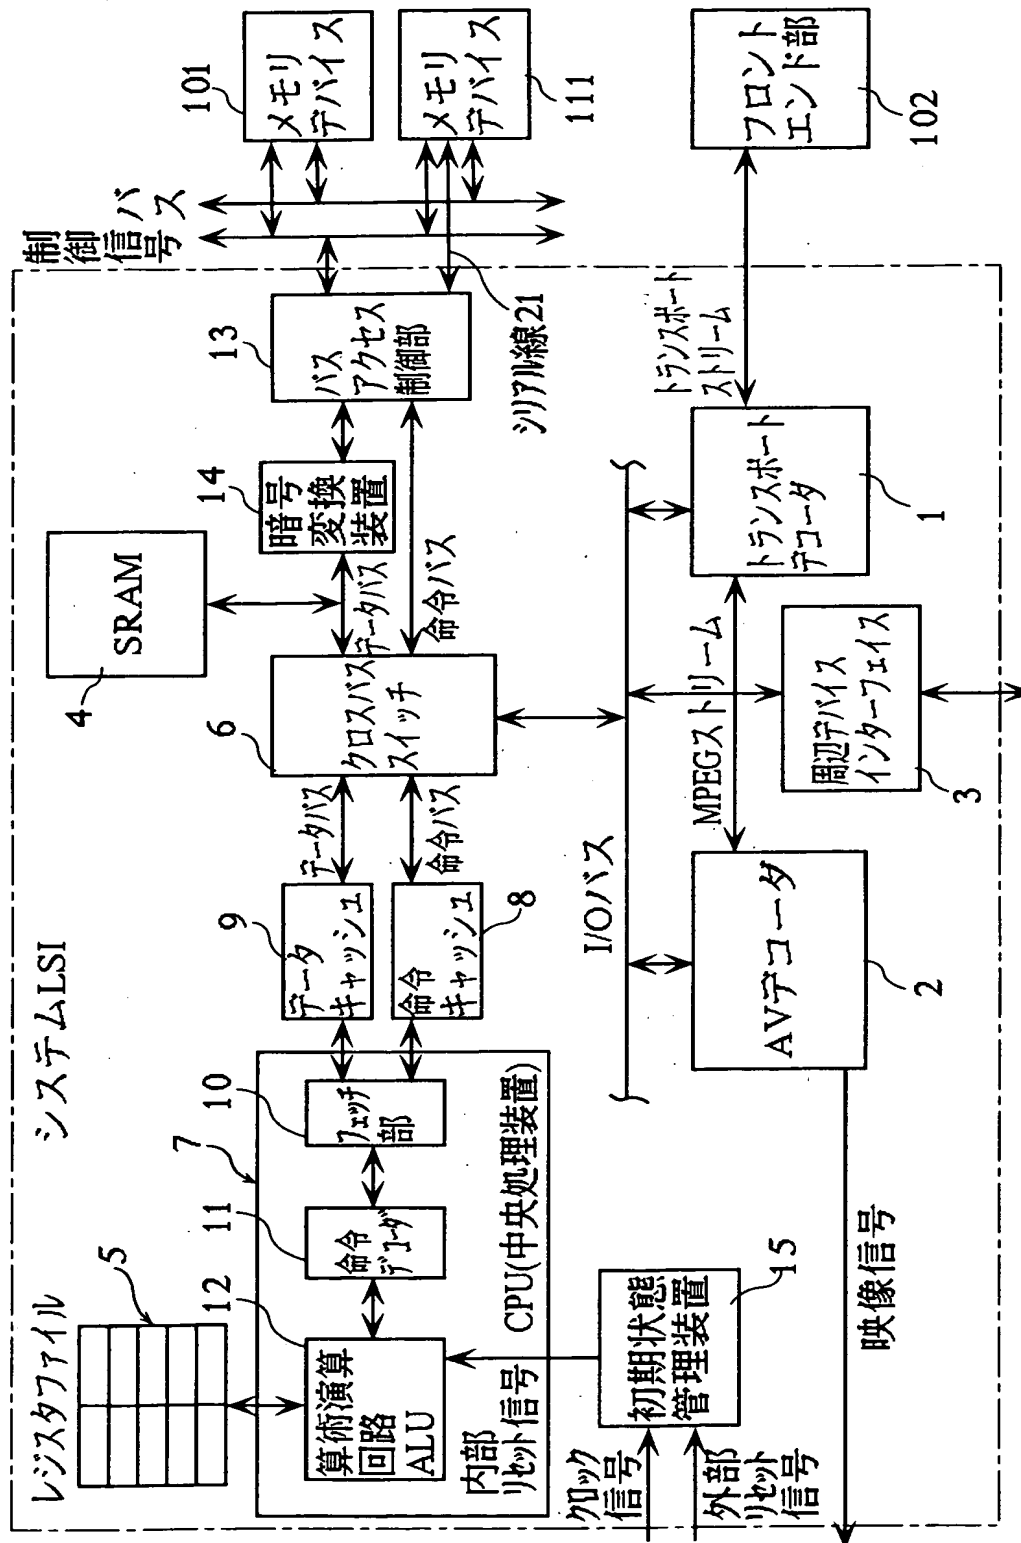 システムLSI
レジスタファイル
5
7
12
算術演算
回路
ALU
11
命令
デコーダ
10
フェッチ
部
CPU(中央処理装置)
内部
リセット信号
9
データ
キャッシュ
命令
キャッシュ
8
データバス
命令バス
6
クロスバス
スイッチ
4
SRAM
データバス
命令バス
14
暗号
変換
装置
13
バス
アクセス
制御部
制御
信号
バス
シリアル線21
101
メモリ
デバイス
メモリ
デバイス
111
クロック
信号
外部
リセット
信号
初期状態
管理装置
15
I/Oバス
AVデコーダ
2
映像信号
MPEGストリーム
周辺デバイス
インターフェイス
3
トランスポート
デコーダ
1
トランスポート
ストリーム
フロント
エンド部
102